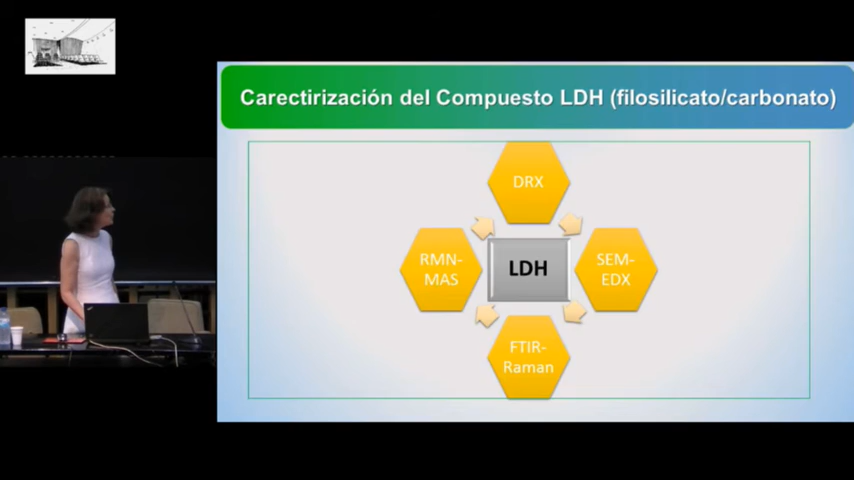 Carectirización del Compuesto LDH (filosilicato/carbonato)
DRX
RMN-
MAS
LDH
SEM-
EDX
FTIR-
Raman